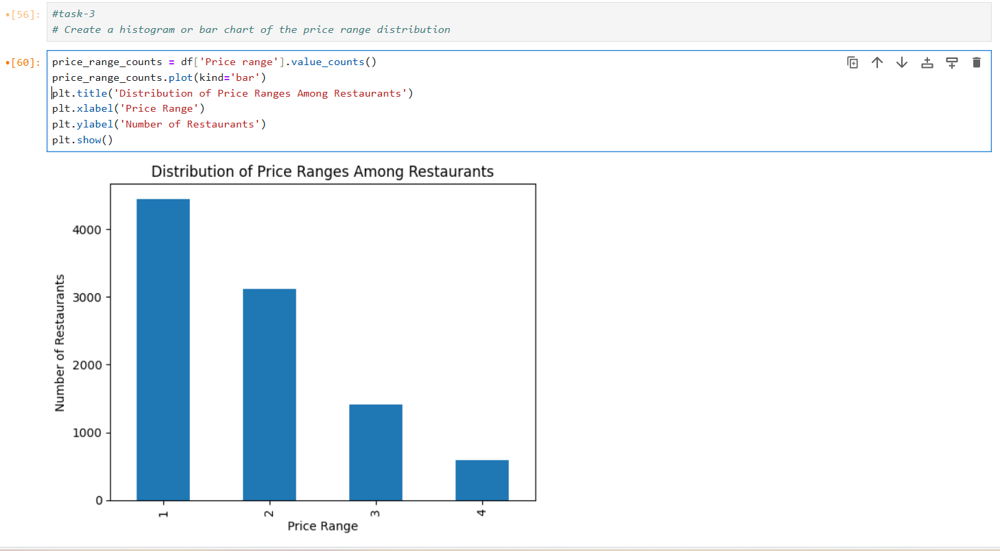 •[56]: #task-3
# Create a histogram or bar chart of the price range distribution
•[60]: price_range_counts = df['Price range'].value_counts()
price_range_counts.plot(kind='bar')
plt.title('Distribution of Price Ranges Among Restaurants')
plt.xlabel('Price Range')
plt.ylabel('Number of Restaurants')
plt.show()
Distribution of Price Ranges Among Restaurants
Number of Restaurants
4000
3000
2000
1000
0
1 2 3 4
Price Range